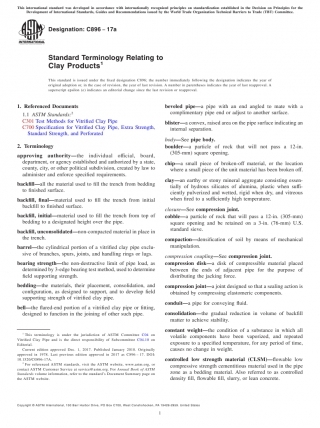 This international standard was developed in accordance with internationally recognized principles on standardization established in the Decision on Principles for the
Development of International Standards, Guides and Recommendations issued by the World Trade Organization Technical Barriers to Trade (TBT) Committee.
Designation: C896 − 17a
Standard Terminology Relating to
Clay Products¹
This standard is issued under the fixed designation C896; the number immediately following the designation indicates the year of
original adoption or, in the case of revision, the year of last revision. A number in parentheses indicates the year of last reapproval. A
superscript epsilon (ε) indicates an editorial change since the last revision or reapproval.
1. Referenced Documents
1.1 ASTM Standards:²
C301 Test Methods for Vitrified Clay Pipe
C700 Specification for Vitrified Clay Pipe, Extra Strength,
Standard Strength, and Perforated
2. Terminology
approving authority—the individual official, board,
department, or agency established and authorized by a state,
county, city, or other political subdivision, created by law to
administer and enforce specified requirements.
backfill—all the material used to fill the trench from bedding
to finished surface.
backfill, final—material used to fill the trench from initial
backfill to finished surface.
backfill, initial—material used to fill the trench from top of
bedding to a designated height over the pipe.
backfill, unconsolidated—non-compacted material in place in
the trench.
barrel—the cylindrical portion of a vitrified clay pipe exclu-
sive of branches, spurs, joints, and handling rings or lugs.
bearing strength—the non-destructive limit of pipe load, as
determined by 3-edge bearing test method, used to determine
field supporting strength.
bedding—the materials, their placement, consolidation, and
configuration, as designed to support, and to develop field
supporting strength of vitrified clay pipe.
bell—the flared-end portion of a vitrified clay pipe or fitting,
designed to function in the joining of other such pipe.
¹ This terminology is under the jurisdiction of ASTM Committee C04 on
Vitrified Clay Pipe and is the direct responsibility of Subcommittee C04.20 on
Editorial.
Current edition approved Dec. 1, 2017. Published January 2018. Originally
approved in 1978. Last previous edition approved in 2017 as C896 – 17. DOI:
10.1520/C0896-17A.
² For referenced ASTM standards, visit the ASTM website, www.astm.org, or
contact ASTM Customer Service at service@astm.org. For Annual Book of ASTM
Standards volume information, refer to the standard's Document Summary page on
the ASTM website.
beveled pipe—a pipe with an end angled to mate with a
complimentary pipe end or adjust to another surface.
blister—a convex, raised area on the pipe surface indicating an
internal separation.
body—See pipe body.
boulder—a particle of rock that will not pass a 12-in.
(305-mm) square opening.
chip—a small piece of broken-off material, or the location
where a small piece of the unit material has been broken off.
clay—an earthy or stony mineral aggregate consisting essen-
tially of hydrous silicates of alumina, plastic when suffi-
ciently pulverized and wetted, rigid when dry, and vitreous
when fired to a sufficiently high temperature.
closure—See compression joint.
cobble—a particle of rock that will pass a 12-in. (305-mm)
square opening and be retained on a 3-in. (76-mm) U.S.
standard sieve.
compaction—densification of soil by means of mechanical
manipulation.
compression coupling—See compression joint.
compression disk—a disk of compressible material placed
between the ends of adjacent pipe for the purpose of
distributing the jacking force.
compression joint—a joint designed so that a sealing action is
obtained by compressing elastomeric components.
conduit—a pipe for conveying fluid.
consolidation—the gradual reduction in volume of backfill
matter to achieve stability.
constant weight—the condition of a substance in which all
volatile components have been vaporized, and repeated
exposure to a specified temperature, for any period of time,
causes no change in weight.
controlled low strength material (CLSM)—flowable low
compressive strength cementitious material used in the pipe
zone as a bedding material. Also referred to as controlled
density fill, flowable fill, slurry, or lean concrete.
Copyright © ASTM International, 100 Barr Harbor Drive, PO Box C700, West Conshohocken, PA 19428-2959. United States
1